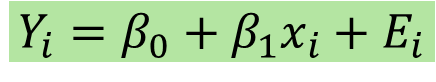 Yᵢ = β₀ + β₁xᵢ + Eᵢ